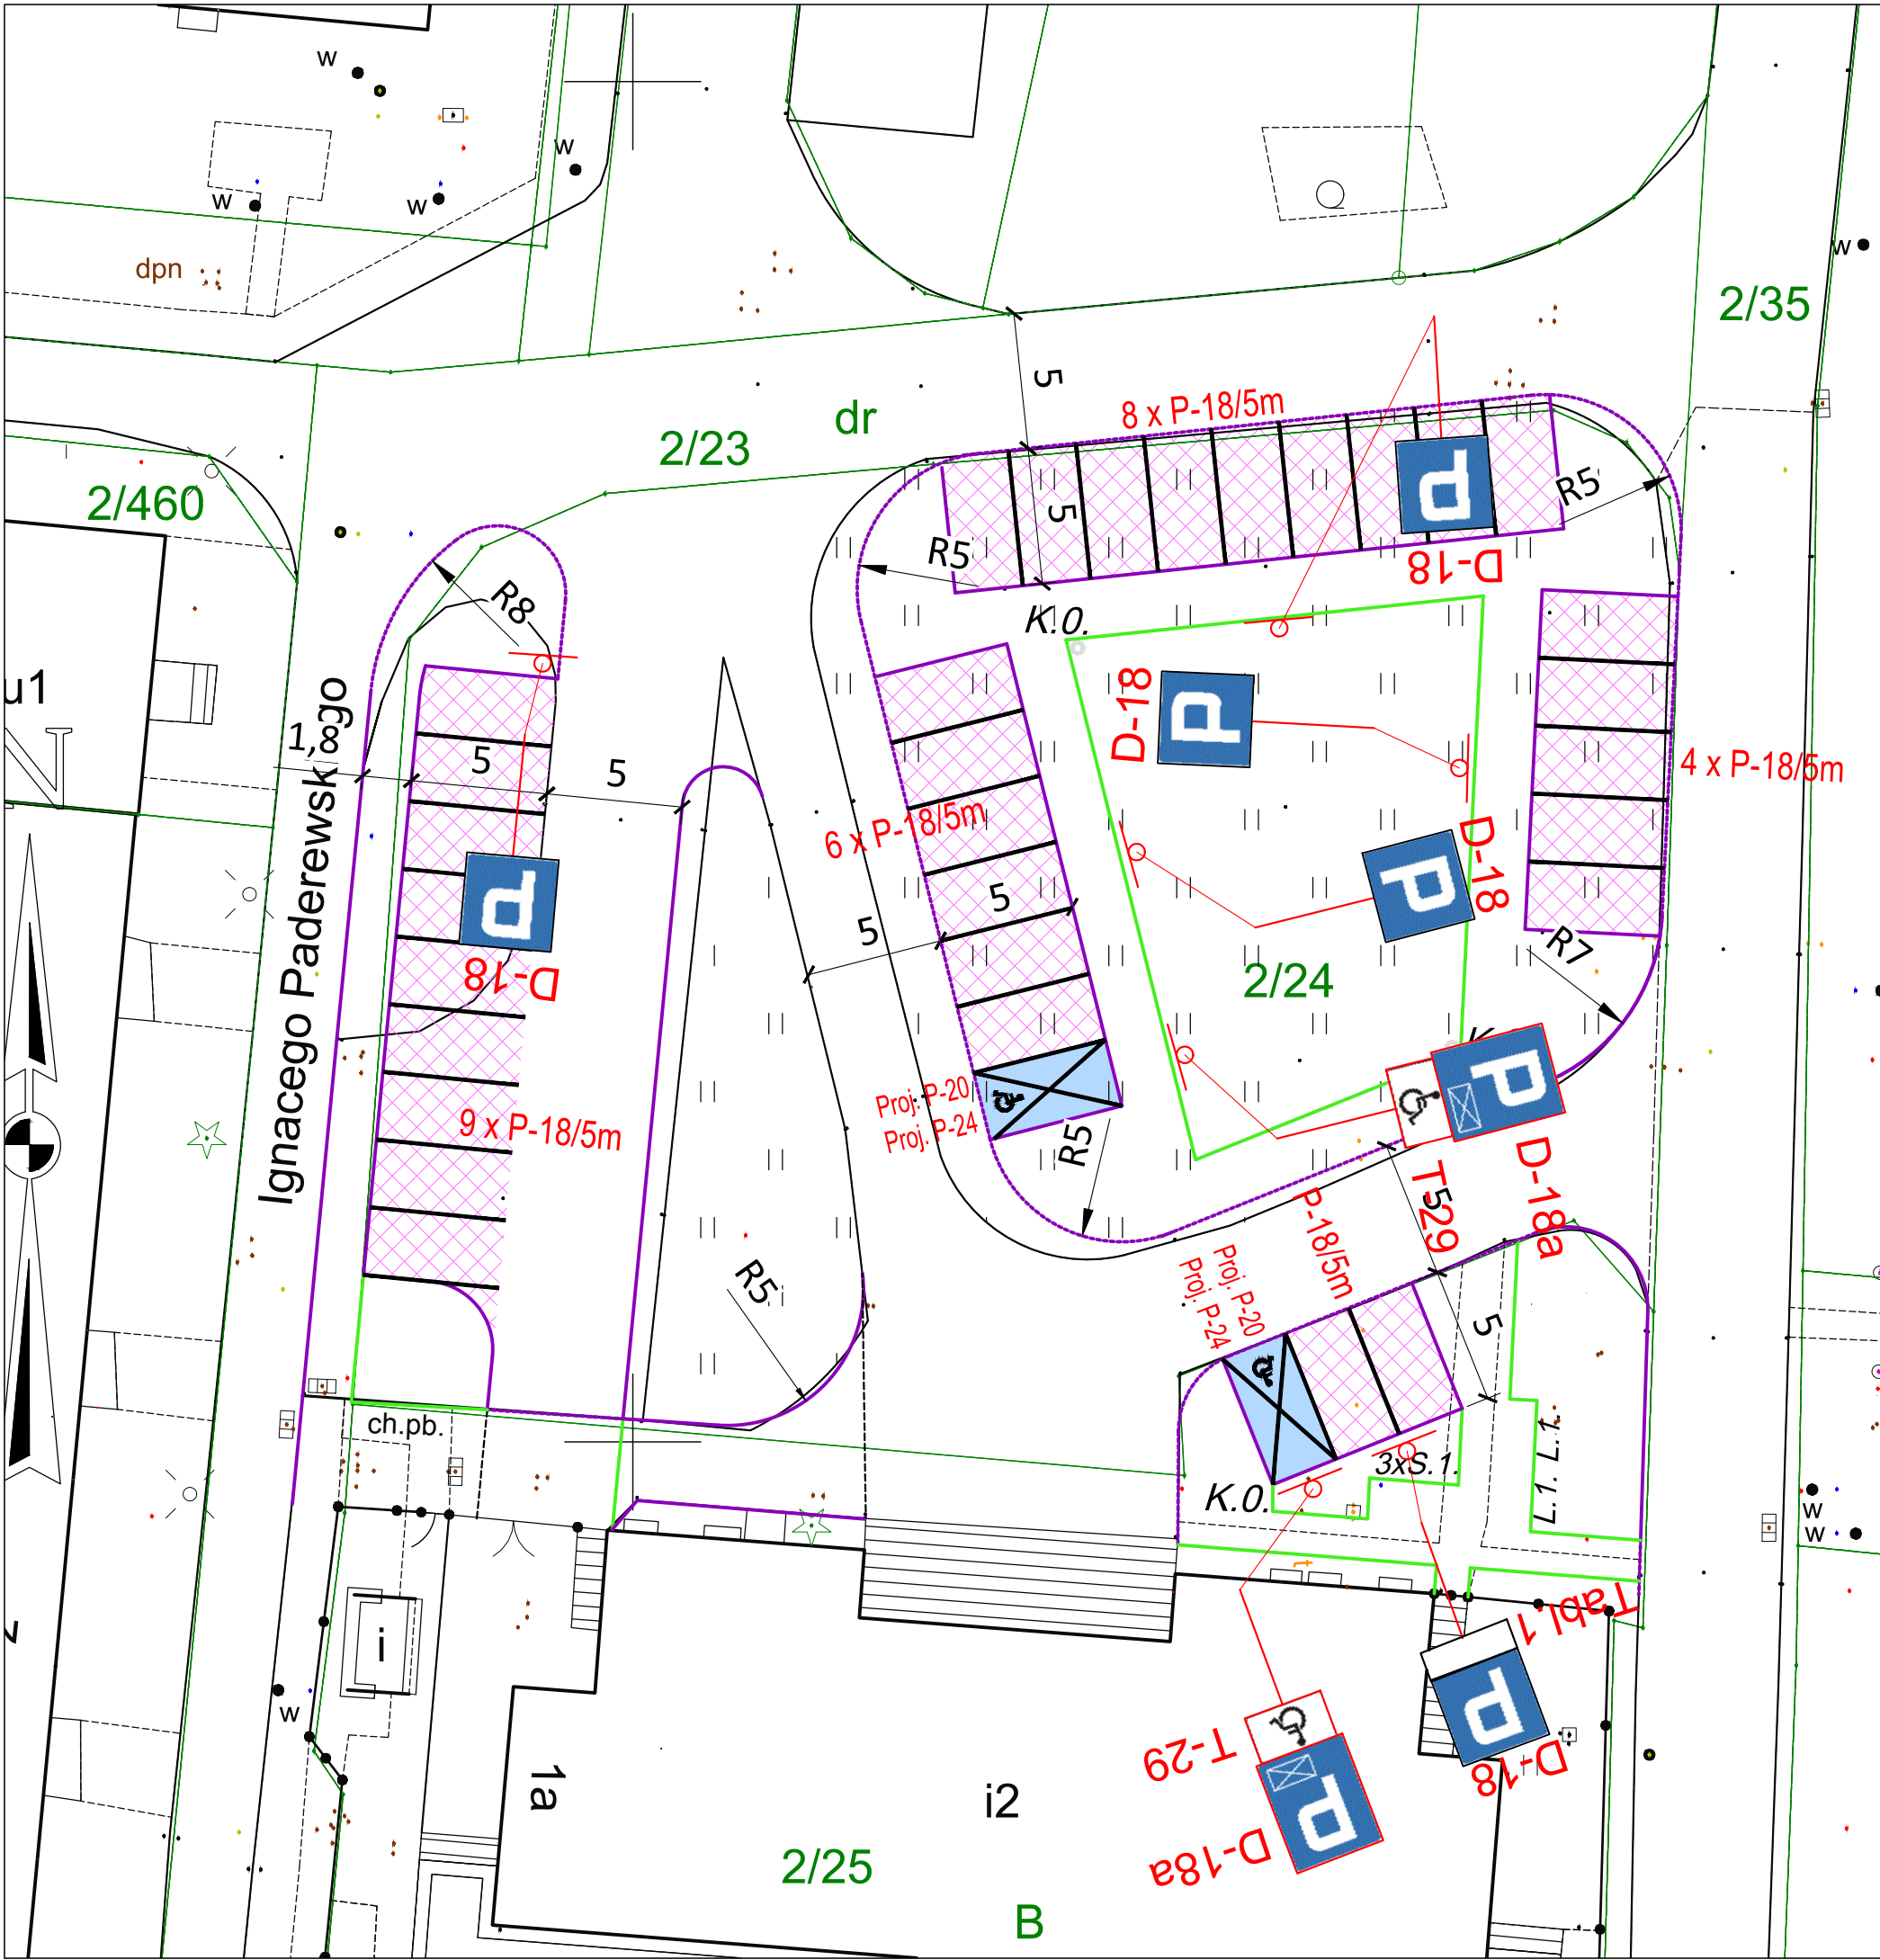 w
w
w
w
w
dpn
2/35
5
8 x P-18/5m
dr
2/23
2/460
R5
5
R5
P
D-18
R8
K.0.
u1
D-18
P
1,8
5
5
4 x P-18/5m
6 x P-18/5m
D-18
P
5
5
P
D-18
Ignacego Paderewskiego
R7
2/24
K
P
Proj. P-20
Proj. P-24
9 x P-18/5m
R5
T-29
D-18a
5
P-18/5m
Proj. P-20
Proj. P-24
R5
5
ch.pb.
3xS.1.
K.0.
L.1. L.1
w
w
t
Tabl.1
i
P
D-18
w
T-29
P
D-18a
1a
i2
2/25
B